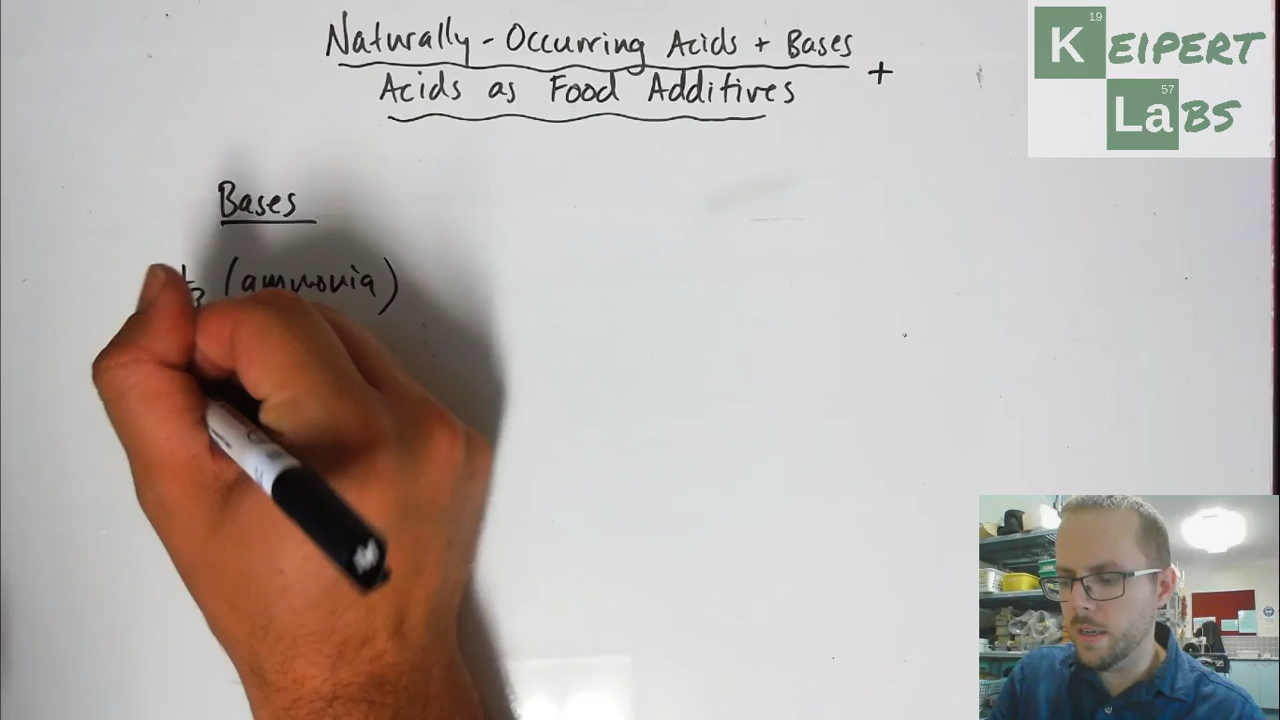 Naturally-Occurring Acids + Bases
Acids as Food Additives +
Bases
(ammonia)
19
KEIPERT
57
LaBS